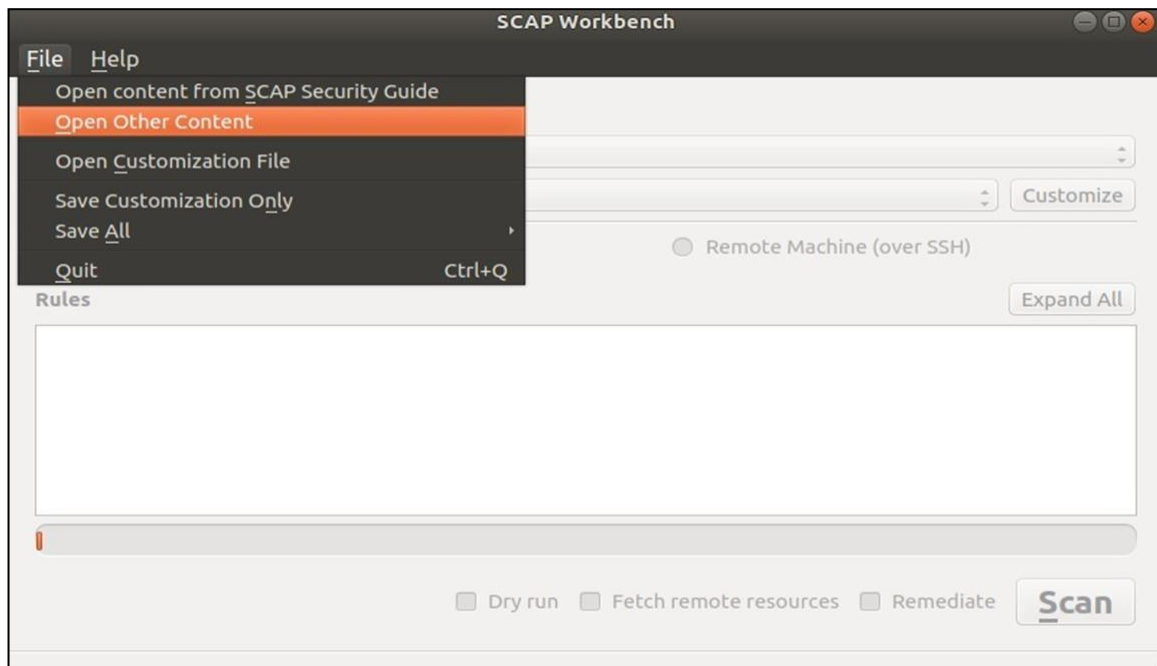 SCAP Workbench
File Help
Open content from SCAP Security Guide
Open Other Content
Open Customization File
Customize
Save Customization Only
Save All
Remote Machine (over SSH)
Quit Ctrl+Q
Rules Expand All
Dry run Fetch remote resources Remediate Scan